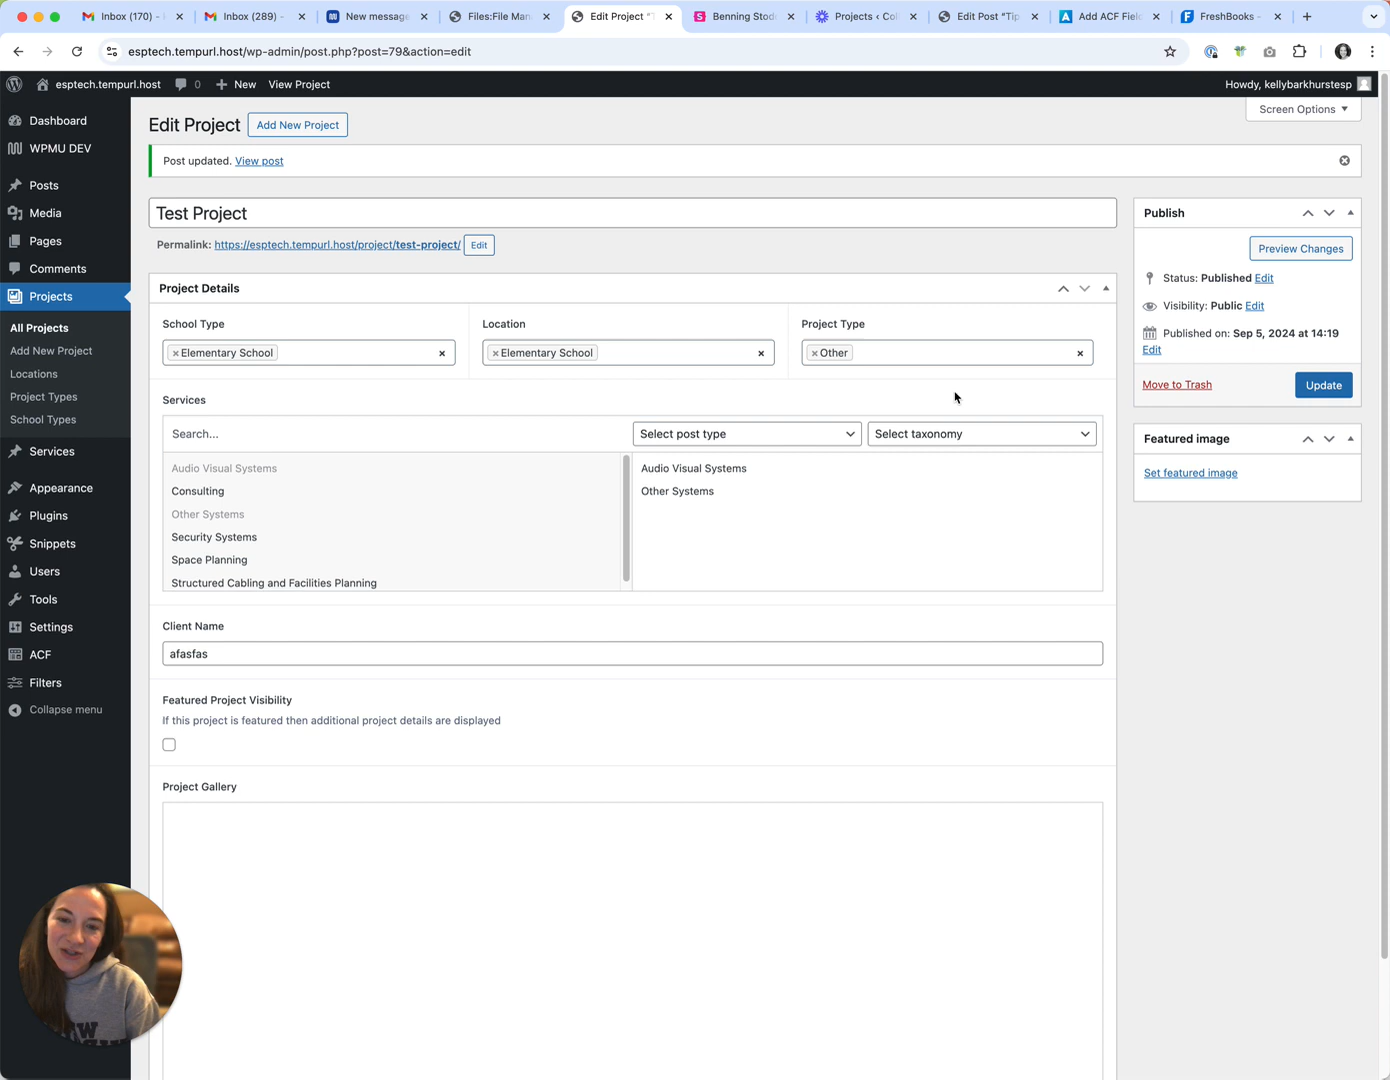 Inbox (170) -
Inbox (289) -
New message
Files:File Man
Edit Project "T
Benning Stod
Projects ‹ Col
Edit Post "Tip
Add ACF Field
FreshBooks -
esptech.tempurl.host/wp-admin/post.php?post=79&action=edit
esptech.tempurl.host
0
New
View Project
Howdy, kellybarkhurstesp
Dashboard
WPMU DEV
Posts
Media
Pages
Comments
Projects
All Projects
Add New Project
Locations
Project Types
School Types
Services
Appearance
Plugins
Snippets
Users
Tools
Settings
ACF
Filters
Collapse menu
Screen Options
Edit Project
Add New Project
Post updated. View post
Test Project
Permalink: https://esptech.tempurl.host/project/test-project/ Edit
Project Details
School Type
× Elementary School ×
Location
× Elementary School ×
Project Type
× Other ×
Services
Search...
Select post type
Select taxonomy
Audio Visual Systems
Consulting
Other Systems
Security Systems
Space Planning
Structured Cabling and Facilities Planning
Audio Visual Systems
Other Systems
Client Name
afasfas
Featured Project Visibility
If this project is featured then additional project details are displayed
Project Gallery
Publish
Preview Changes
Status: Published Edit
Visibility: Public Edit
Published on: Sep 5, 2024 at 14:19
Edit
Move to Trash
Update
Featured image
Set featured image